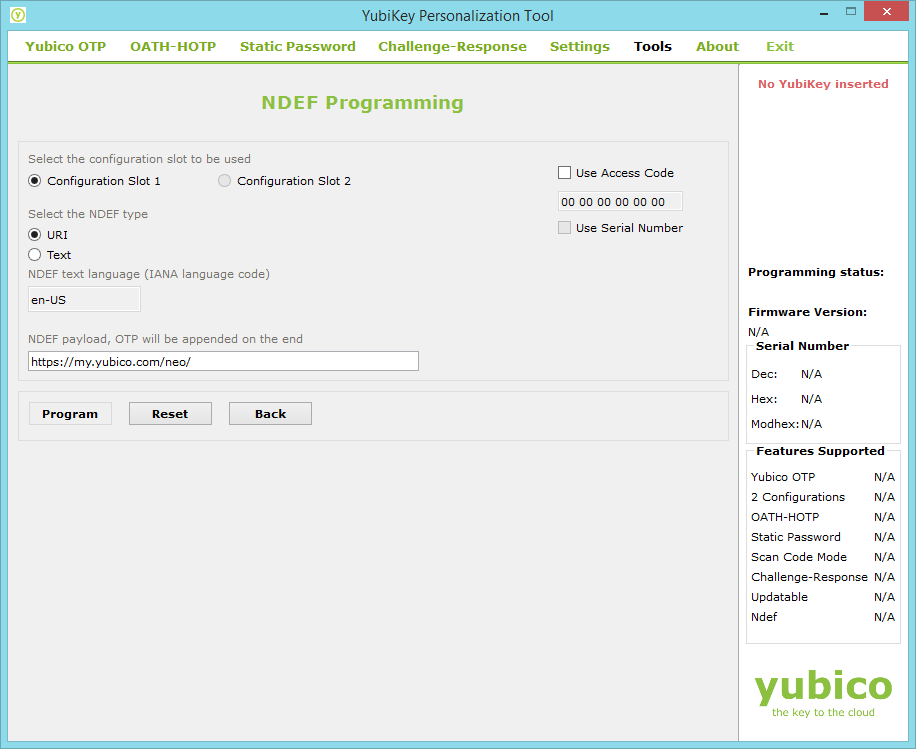 YubiKey Personalization Tool
Yubico OTP OATH-HOTP Static Password Challenge-Response Settings Tools About Exit
NDEF Programming
Select the configuration slot to be used
Configuration Slot 1 Configuration Slot 2
Use Access Code
00 00 00 00 00 00
Use Serial Number
Select the NDEF type
URI
Text
NDEF text language (IANA language code)
en-US
NDEF payload, OTP will be appended on the end
https://my.yubico.com/neo/
Program Reset Back
No YubiKey inserted
Programming status:
Firmware Version:
N/A
Serial Number
Dec: N/A
Hex: N/A
Modhex: N/A
Features Supported
Yubico OTP N/A
2 Configurations N/A
OATH-HOTP N/A
Static Password N/A
Scan Code Mode N/A
Challenge-Response N/A
Updatable N/A
Ndef N/A
yubico
the key to the cloud